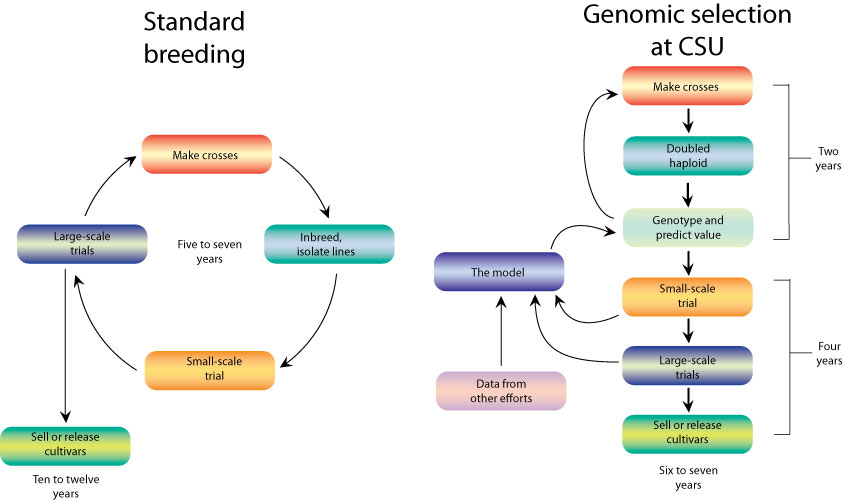 Standard
breeding
Make crosses
Large-scale
trials
Five to seven
years
Inbreed,
isolate lines
Small-scale
trial
Sell or release
cultivars
Ten to twelve
years
Genomic selection
at CSU
Make crosses
Doubled
haploid
Two
years
Genotype and
predict value
The model
Small-scale
trial
Four
years
Large-scale
trials
Data from
other efforts
Sell or release
cultivars
Six to seven
years